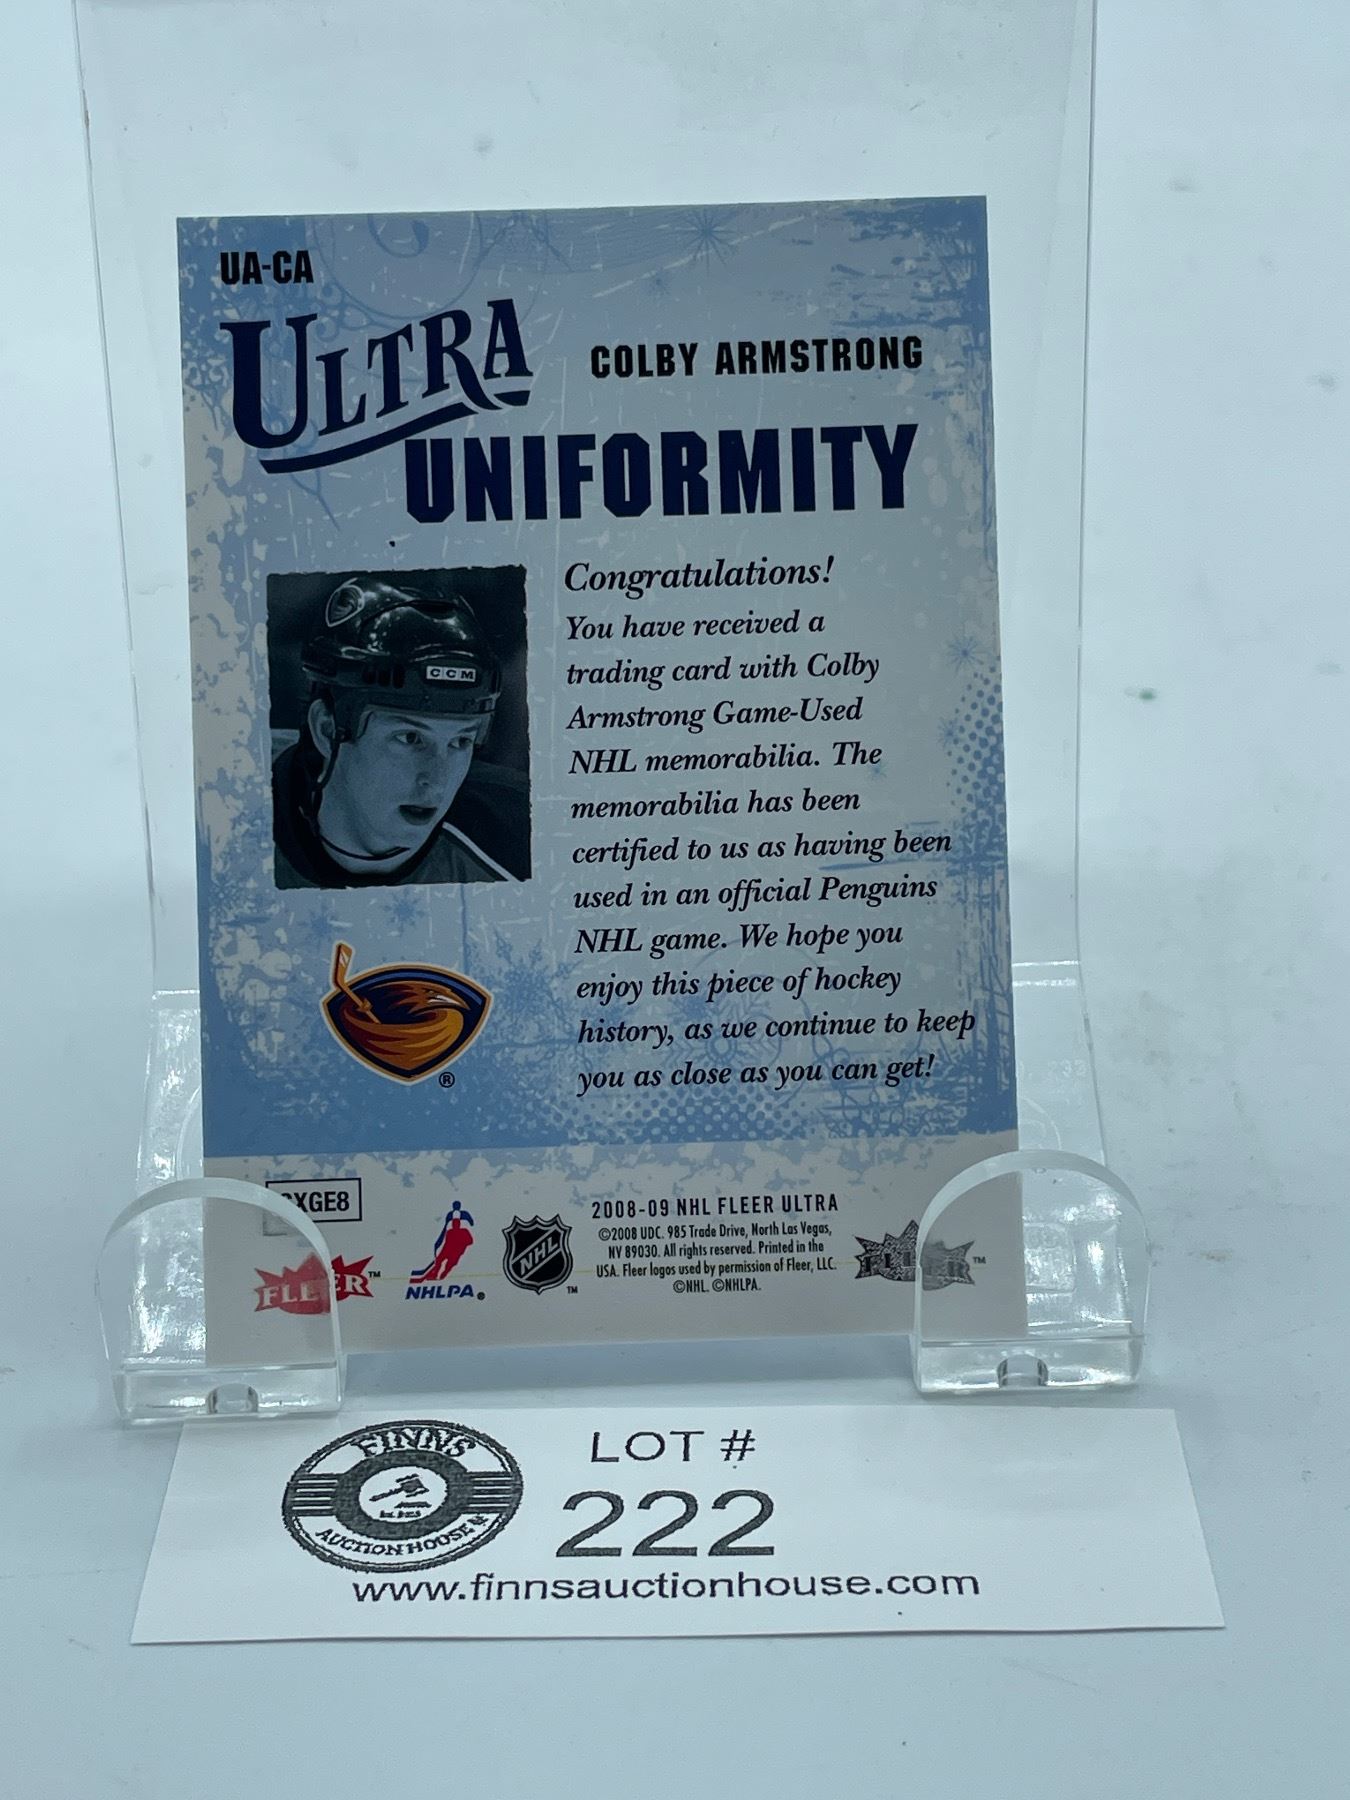 UA-CA
ULTRA
COLBY ARMSTRONG
UNIFORMITY
CCM
Congratulations!
You have received a
trading card with Colby
Armstrong Game-Used
NHL memorabilia. The
memorabilia has been
certified to us as having been
used in an official Penguins
NHL game. We hope you
enjoy this piece of hockey
history, as we continue to keep
you as close as you can get!
®
XGE8
2008-09 NHL FLEER ULTRA
©2008 UDC. 985 Trade Drive, North Las Vegas,
NV 89030. All rights reserved. Printed in the
USA. Fleer logos used by permission of Fleer, LLC.
©NHL. ©NHLPA.
FLEER™
NHLPA®
NHL™
FLEER™
FINNS
AUCTION HOUSE
LOT #
222
www.finnsauctionhouse.com